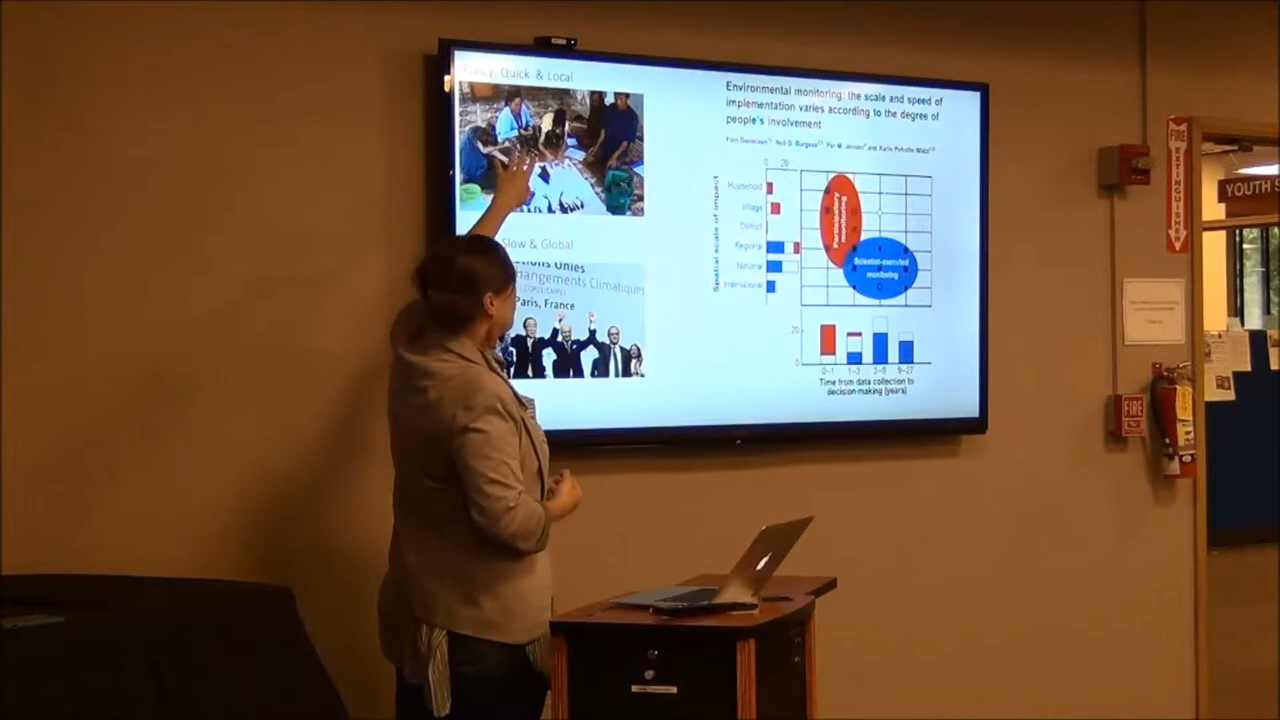 Policy, Quick & Local
Slow & Global
ations Unies
hangements Climatiques
Paris, France
Environmental monitoring: the scale and speed of
implementation varies according to the degree of
people's involvement
and
0 20
Spatial scale of impact
Household
Village
District
Regional
National
International
Participatory
monitoring
Scientist-executed
monitoring
20
0
0–1 1–3 3–9 9–27
Time from data collection to
decision-making (years)
FIRE
EXTINGUISHER
YOUTH S
FIRE